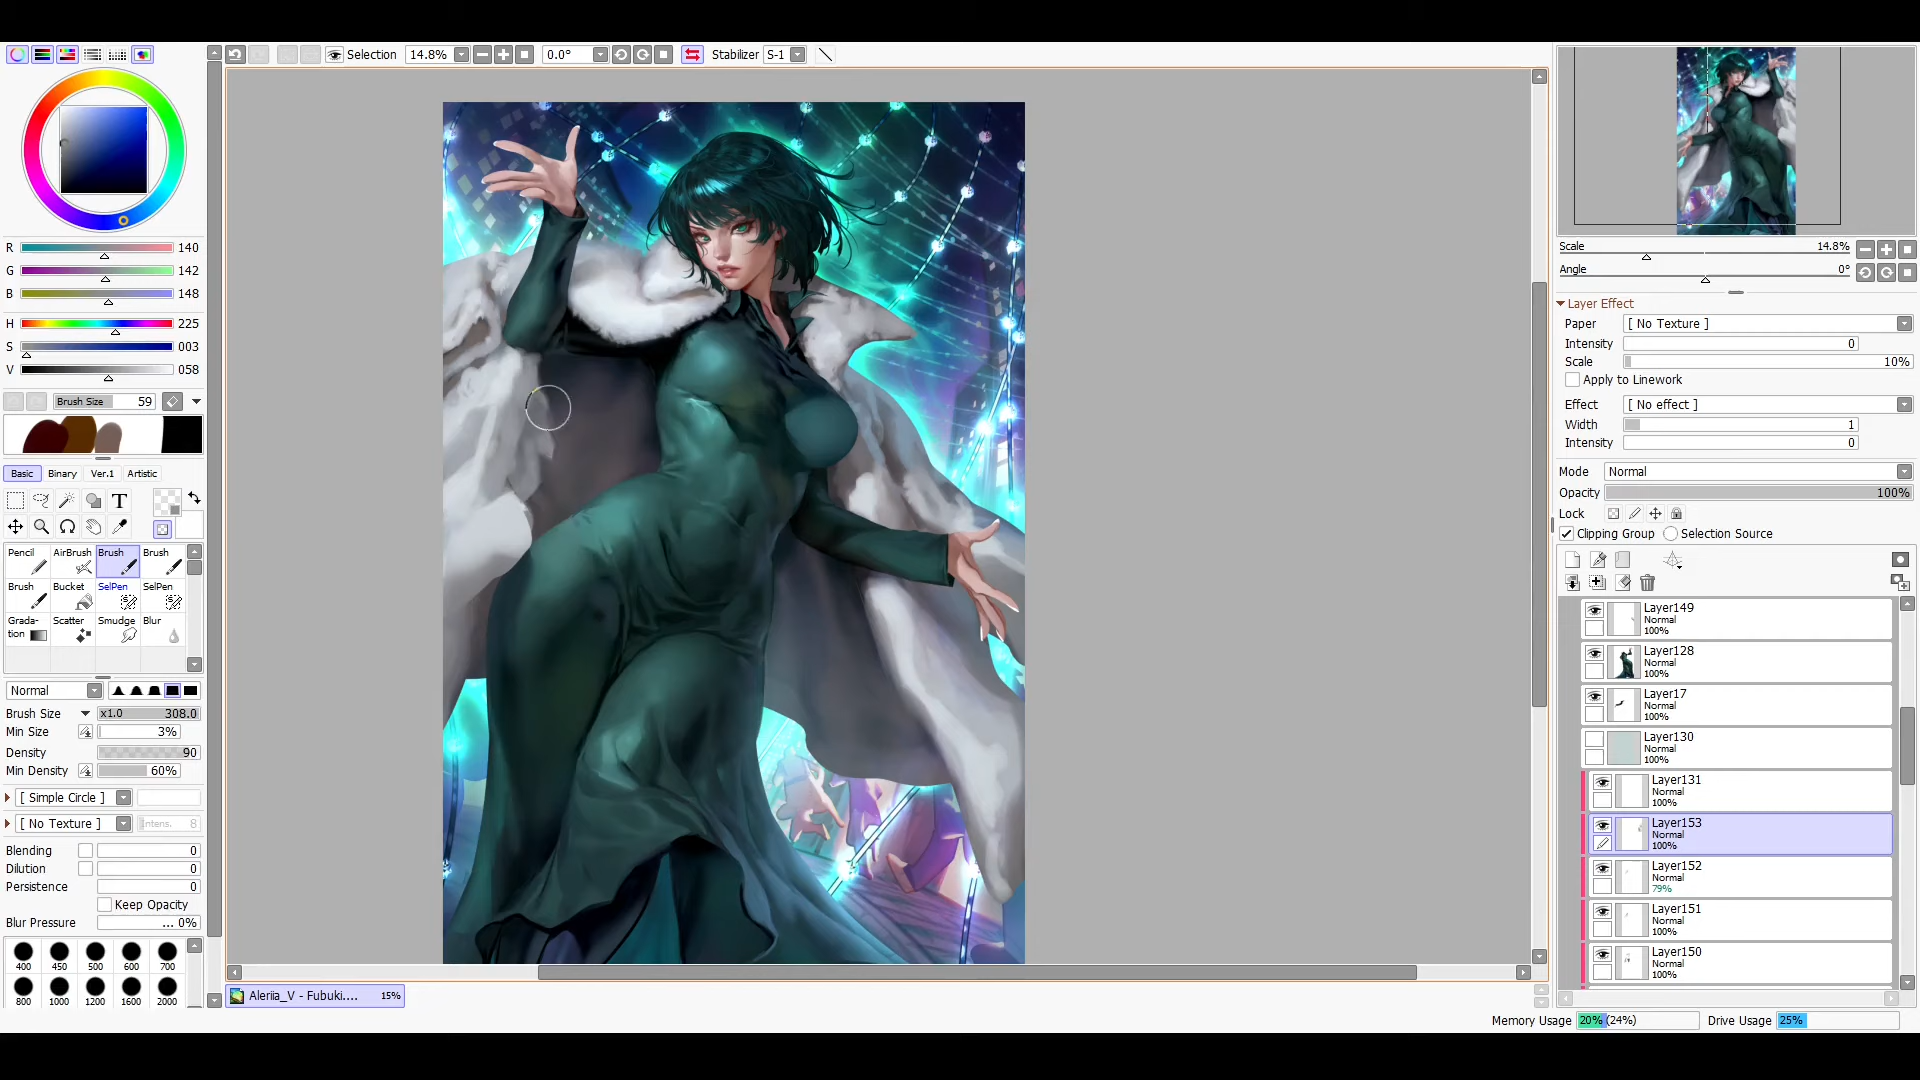 Selection 14.8% 0.0° Stabilizer S-1
R 140
G 142
B 148
H 225
S 003
V 058
Brush Size 59
Basic Binary Ver.1 Artistic
T
Pencil AirBrush Brush Brush
Brush Bucket SelPen SelPen
Grada-
tion Scatter Smudge Blur
Normal
Brush Size x1.0 308.0
Min Size 3%
Density 90
Min Density 60%
[ Simple Circle ]
[ No Texture ] Intens. 8
Blending 0
Dilution 0
Persistence 0
Keep Opacity
Blur Pressure ... 0%
400 450 500 600 700
800 1000 1200 1600 2000
Aleriia_V - Fubuki.... 15%
Scale 14.8%
Angle 0°
Layer Effect
Paper [ No Texture ]
Intensity 0
Scale 10%
Apply to Linework
Effect [ No effect ]
Width 1
Intensity 0
Mode Normal
Opacity 100%
Lock
Clipping Group Selection Source
Layer149
Normal
100%
Layer128
Normal
100%
Layer17
Normal
100%
Layer130
Normal
100%
Layer131
Normal
100%
Layer153
Normal
100%
Layer152
Normal
79%
Layer151
Normal
100%
Layer150
Normal
100%
Memory Usage 20% (24%) Drive Usage 25%